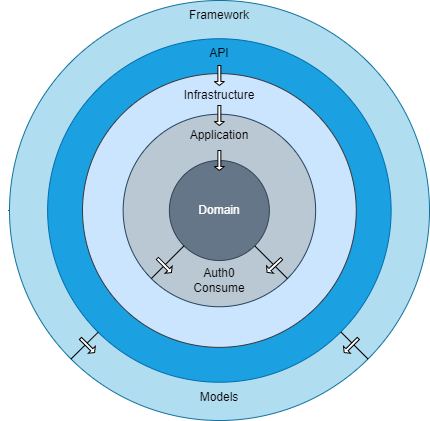 Framework
API
Infrastructure
Application
Domain
Auth0
Consume
Models